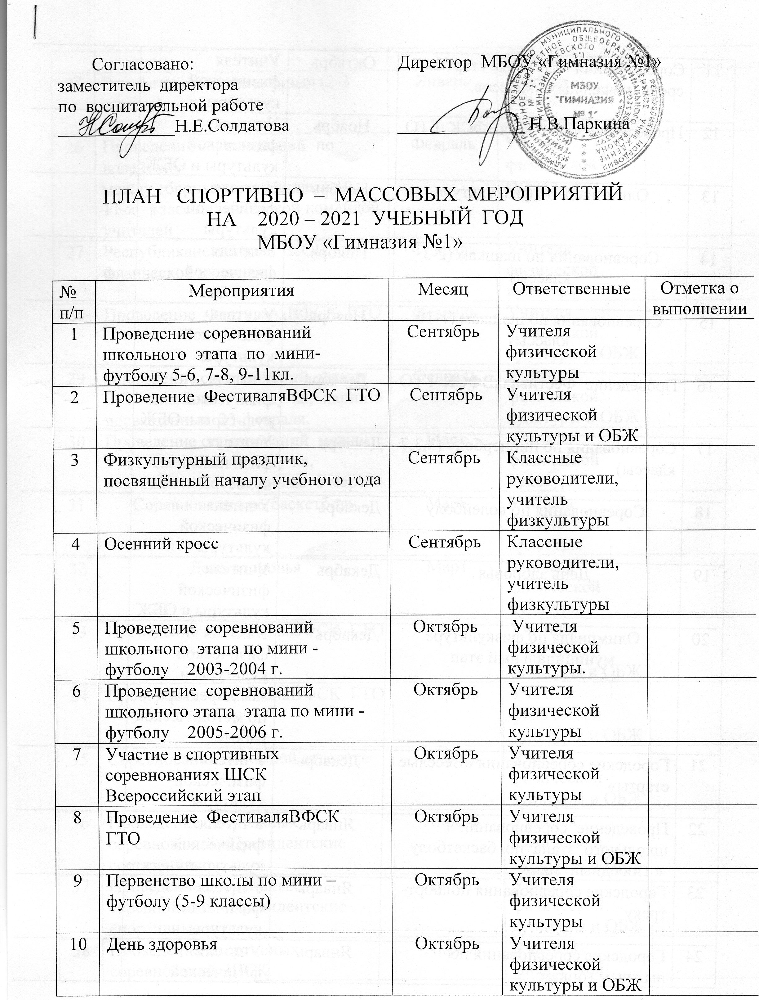 Согласовано:
заместитель директора
по воспитательной работе
Н.Е.Солдатова
Директор МБОУ «Гимназия №1»
Н.В.Паркина
МБОУ
"ГИМНАЗИЯ
№ 1"
ПЛАН СПОРТИВНО – МАССОВЫХ МЕРОПРИЯТИЙ
НА 2020 – 2021 УЧЕБНЫЙ ГОД
МБОУ «Гимназия №1»
№ п/п Мероприятия Месяц Ответственные Отметка о выполнении
1 Проведение соревнований Сентябрь Учителя
школьного этапа по мини- физической
футболу 5-6, 7-8, 9-11кл. культуры
2 Проведение ФестиваляВФСК ГТО Сентябрь Учителя
физической
культуры и ОБЖ
3 Физкультурный праздник, Сентябрь Классные
посвящённый началу учебного года руководители,
учитель
физкультуры
4 Осенний кросс Сентябрь Классные
руководители,
учитель
физкультуры
5 Проведение соревнований Октябрь Учителя
школьного этапа по мини - физической
футболу 2003-2004 г. культуры.
6 Проведение соревнований Октябрь Учителя
школьного этапа этапа по мини - физической
футболу 2005-2006 г. культуры
7 Участие в спортивных Октябрь Учителя
соревнованиях ШСК физической
Всероссийский этап культуры
8 Проведение ФестиваляВФСК Октябрь Учителя
ГТО физической
культуры и ОБЖ
9 Первенство школы по мини – Октябрь Учителя
футболу (5-9 классы) физической
культуры
10 День здоровья Октябрь Учителя
физической
культуры и ОБЖ